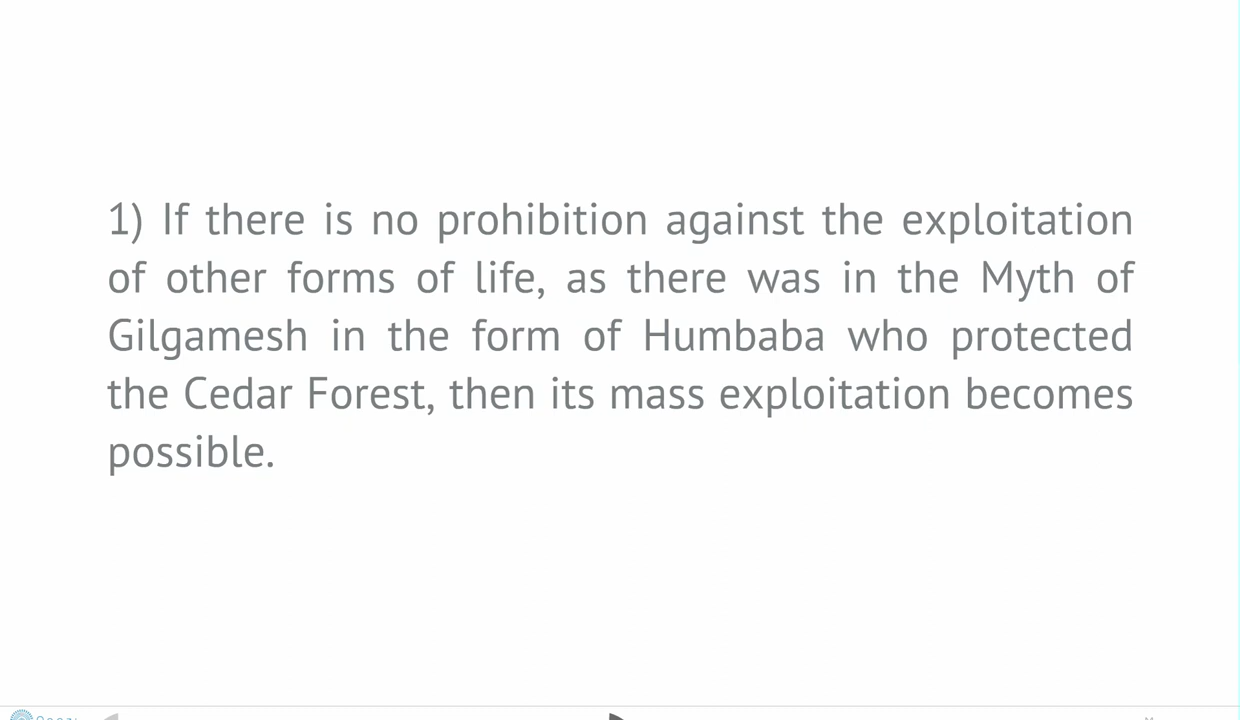 1) If there is no prohibition against the exploitation
of other forms of life, as there was in the Myth of
Gilgamesh in the form of Humbaba who protected
the Cedar Forest, then its mass exploitation becomes
possible.